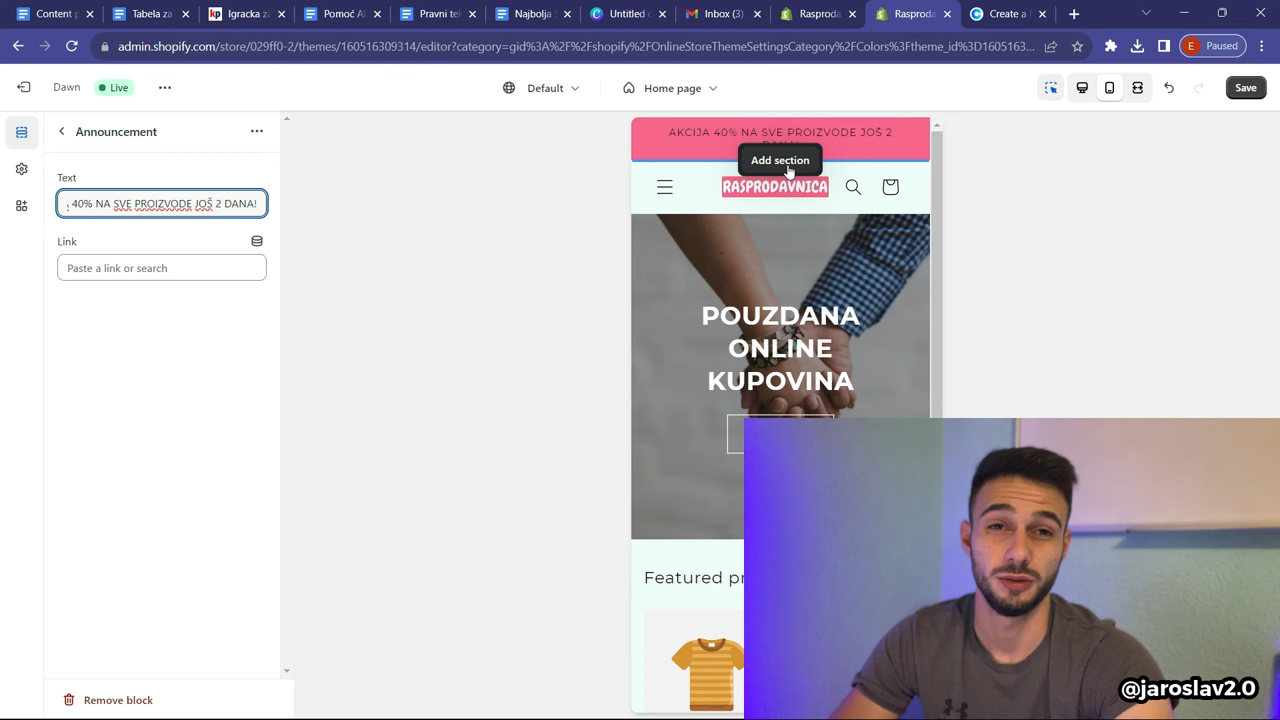 Content p
Tabela za
Igracka za
Pomoć AI
Pravni te
Najbolja
Untitled
Inbox (3)
Rasproda
Rasproda
Create a
admin.shopify.com/store/029ff0-2/themes/160516309314/editor?category=gid%3A%2F%2Fshopify%2FOnlineStoreThemeSettingsCategory%2FColors%3Ftheme_id%3D1605163...
Paused
Dawn
Live
Default
Home page
Save
Announcement
Text
40% NA SVE PROIZVODE JOŠ 2 DANA!
Link
Paste a link or search
Remove block
AKCIJA 40% NA SVE PROIZVODE JOŠ 2
Add section
RASPRODAVNICA
POUZDANA
ONLINE
KUPOVINA
Featured pr
@jaroslav2.0